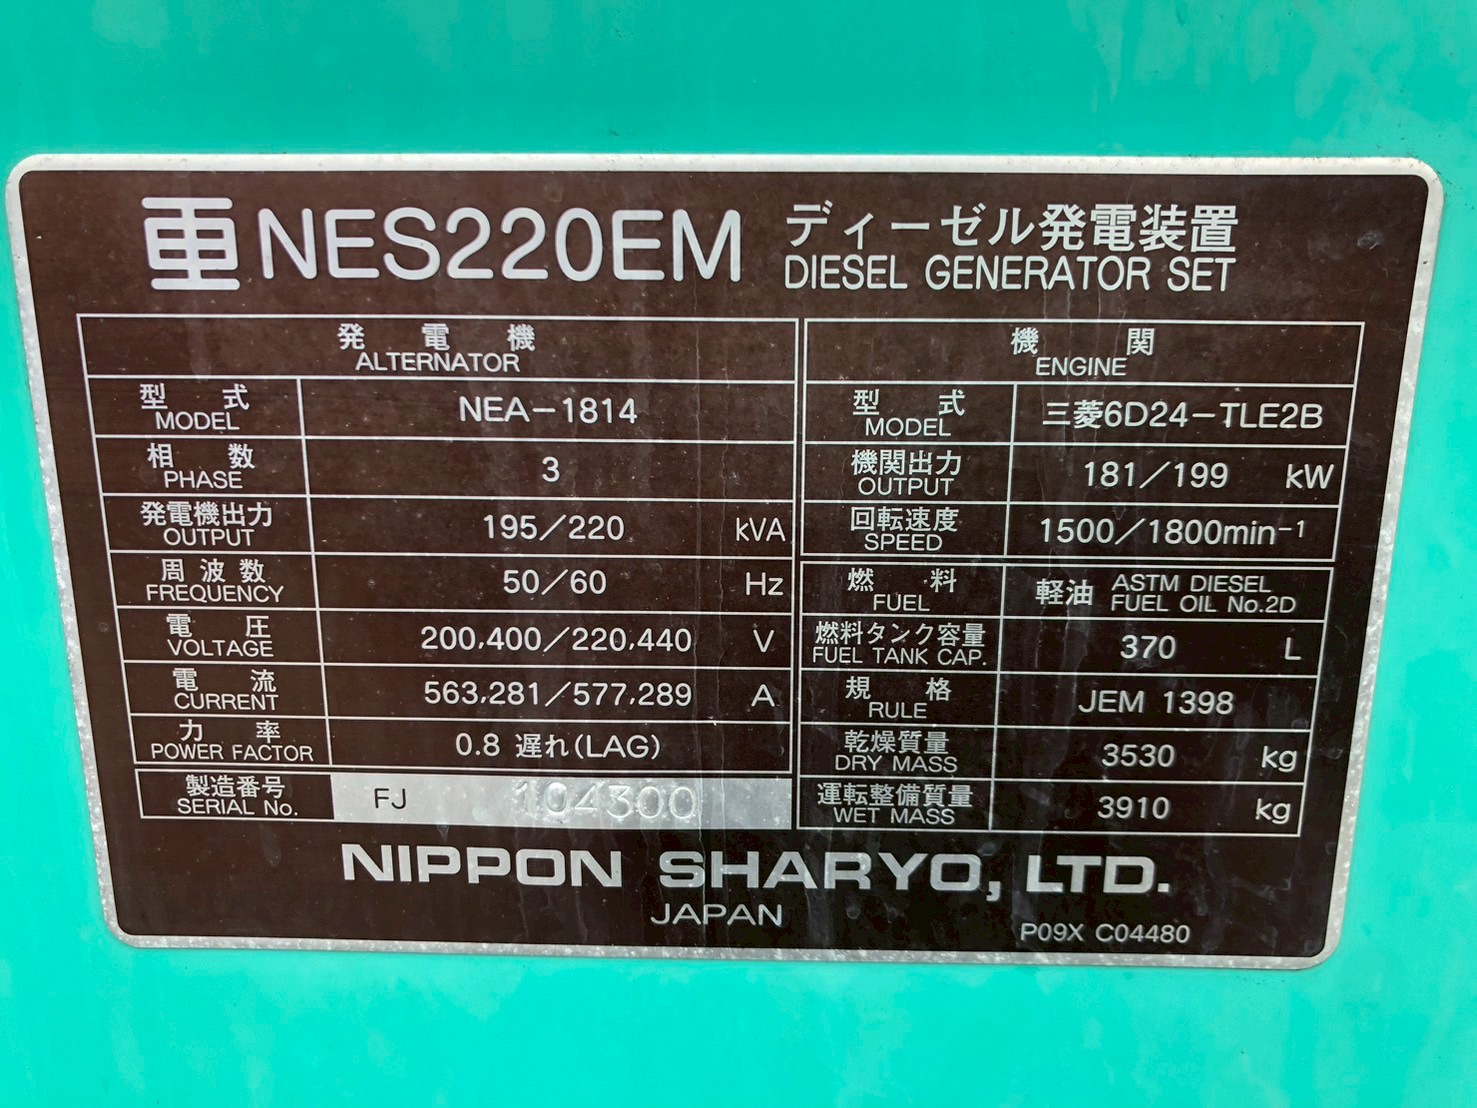 NES220EM ディーゼル発電装置
DIESEL GENERATOR SET
発電機
ALTERNATOR
型式 NEA-1814
MODEL
相数 3
PHASE
発電機出力 195/220 kVA
OUTPUT
周波数 50/60 Hz
FREQUENCY
電圧 200,400/220,440 V
VOLTAGE
電流 563,281/577,289 A
CURRENT
力率 0.8 遅れ(LAG)
POWER FACTOR
製造番号 FJ 104300
SERIAL No.
機関
ENGINE
型式 三菱6D24-TLE2B
MODEL
機関出力 181/199 kW
OUTPUT
回転速度 1500/1800min⁻¹
SPEED
燃料 軽油 ASTM DIESEL
FUEL FUEL OIL No.2D
燃料タンク容量 370 L
FUEL TANK CAP.
規格 JEM 1398
RULE
乾燥質量 3530 kg
DRY MASS
運転整備質量 3910 kg
WET MASS
NIPPON SHARYO, LTD.
JAPAN
P09X C04480